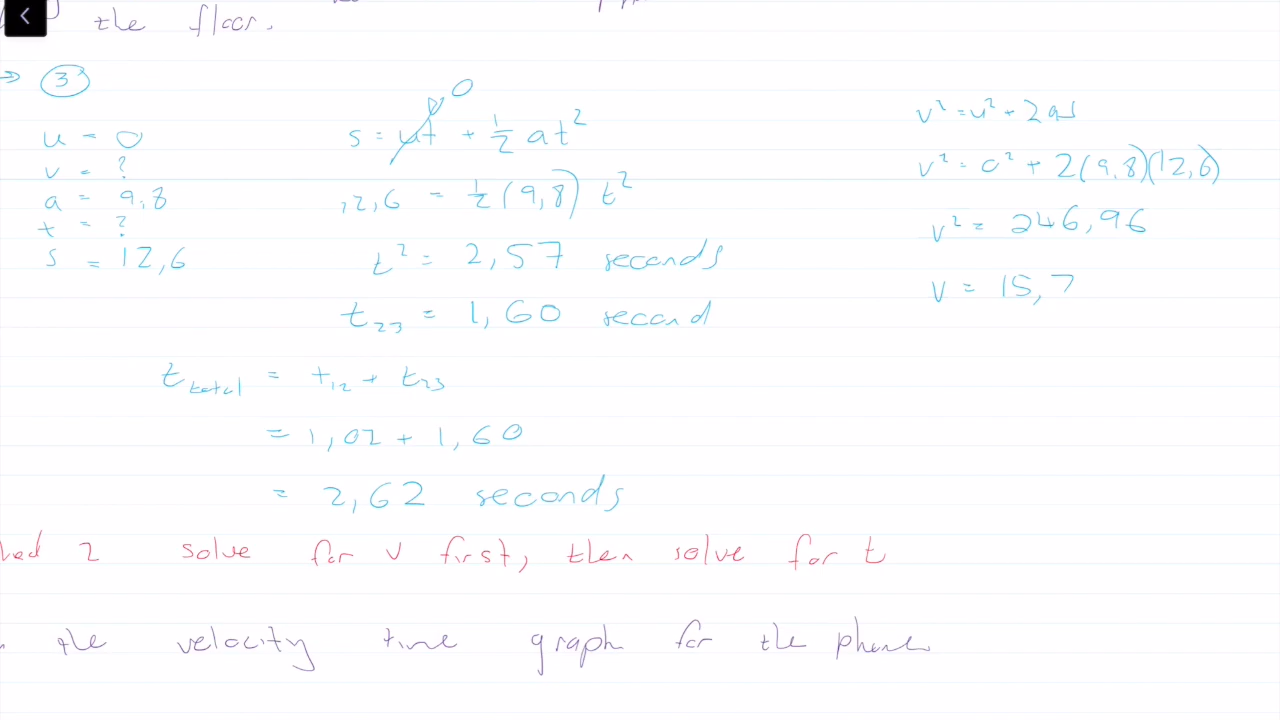 the floor.
→ ③
u = 0
v = ?
a = 9,8
t = ?
s = 12,6
s = ut + ½ at² 0
12,6 = ½ (9,8) t²
t² = 2,57 seconds
t₂₃ = 1,60 second
t total = t₁₂ + t₂₃
= 1,02 + 1,60
= 2,62 seconds
v² = u² + 2as
v² = 0² + 2(9,8)(12,6)
v² = 246,96
v = 15,7
2 solve for v first, then solve for t
the velocity time graph for the phone